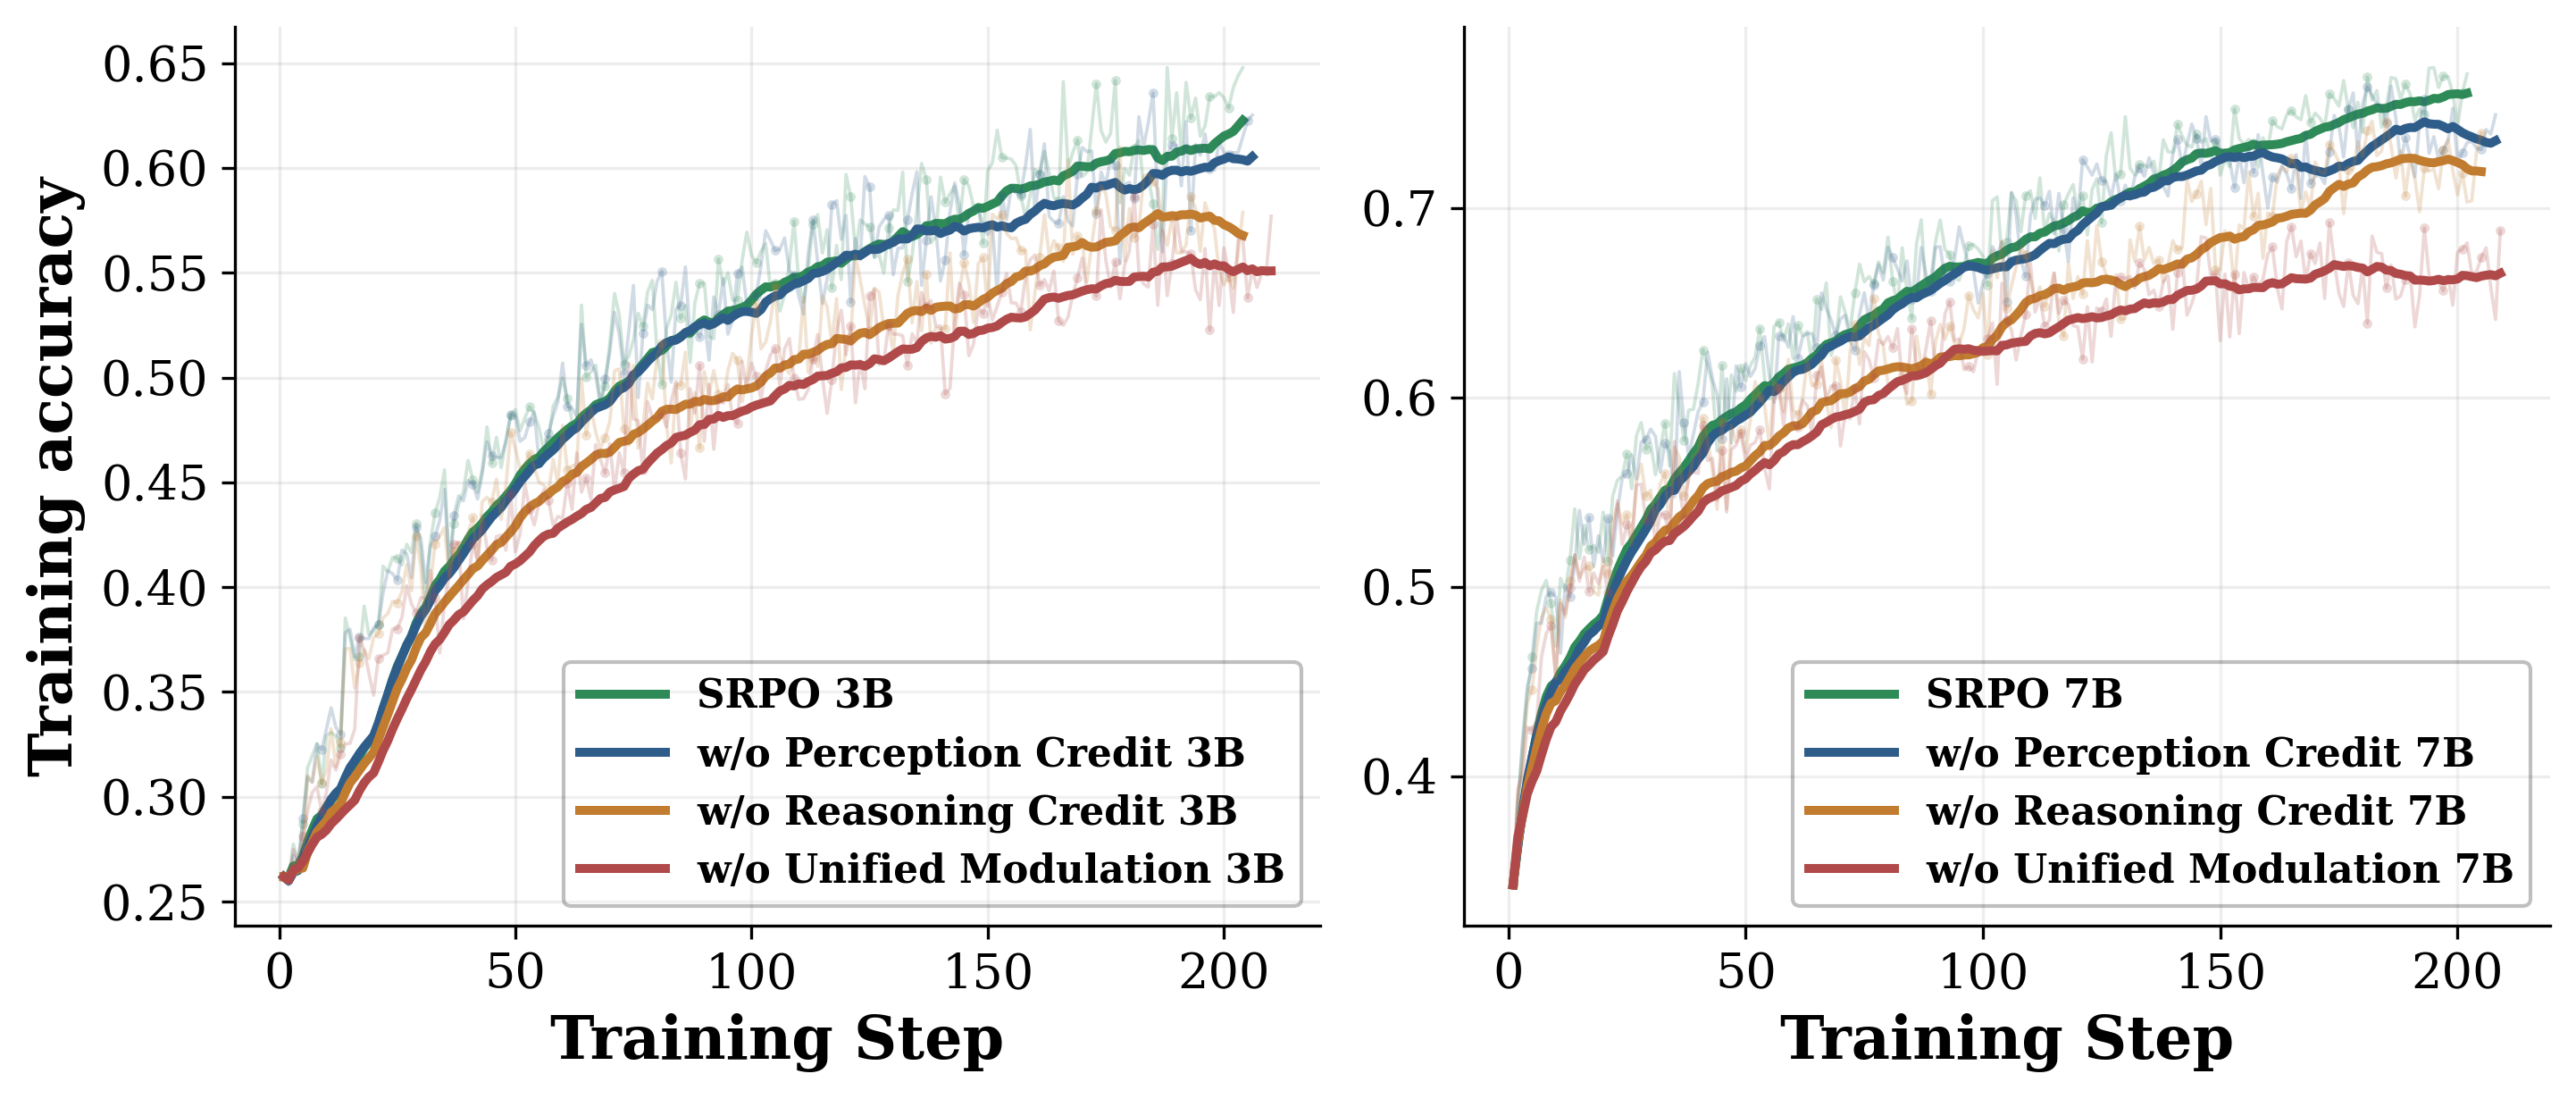 Training accuracy
0.65
0.60
0.55
0.50
0.45
0.40
0.35
0.30
0.25
0
50
100
150
200
Training Step
SRPO 3B
w/o Perception Credit 3B
w/o Reasoning Credit 3B
w/o Unified Modulation 3B
0.7
0.6
0.5
0.4
0
50
100
150
200
Training Step
SRPO 7B
w/o Perception Credit 7B
w/o Reasoning Credit 7B
w/o Unified Modulation 7B